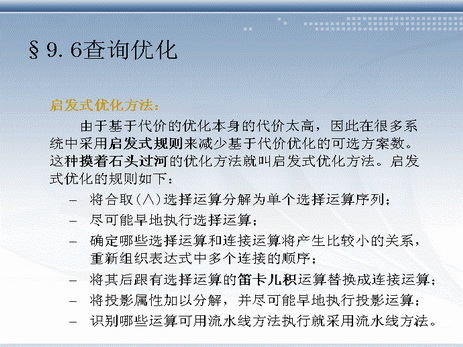 §9.6查询优化
启发式优化方法：
由于基于代价的优化本身的代价太高，因此在很多系
统中采用启发式规则来减少基于代价优化的可选方案数。
这种摸着石头过河的优化方法就叫启发式优化方法。启发
式优化的规则如下：
– 将合取(∧)选择运算分解为单个选择运算序列；
– 尽可能早地执行选择运算；
– 确定哪些选择运算和连接运算将产生比较小的关系，
重新组织表达式中多个连接的顺序；
– 将其后跟有选择运算的笛卡儿积运算替换成连接运算；
– 将投影属性加以分解，并尽可能早地执行投影运算；
– 识别哪些运算可用流水线方法执行就采用流水线方法。